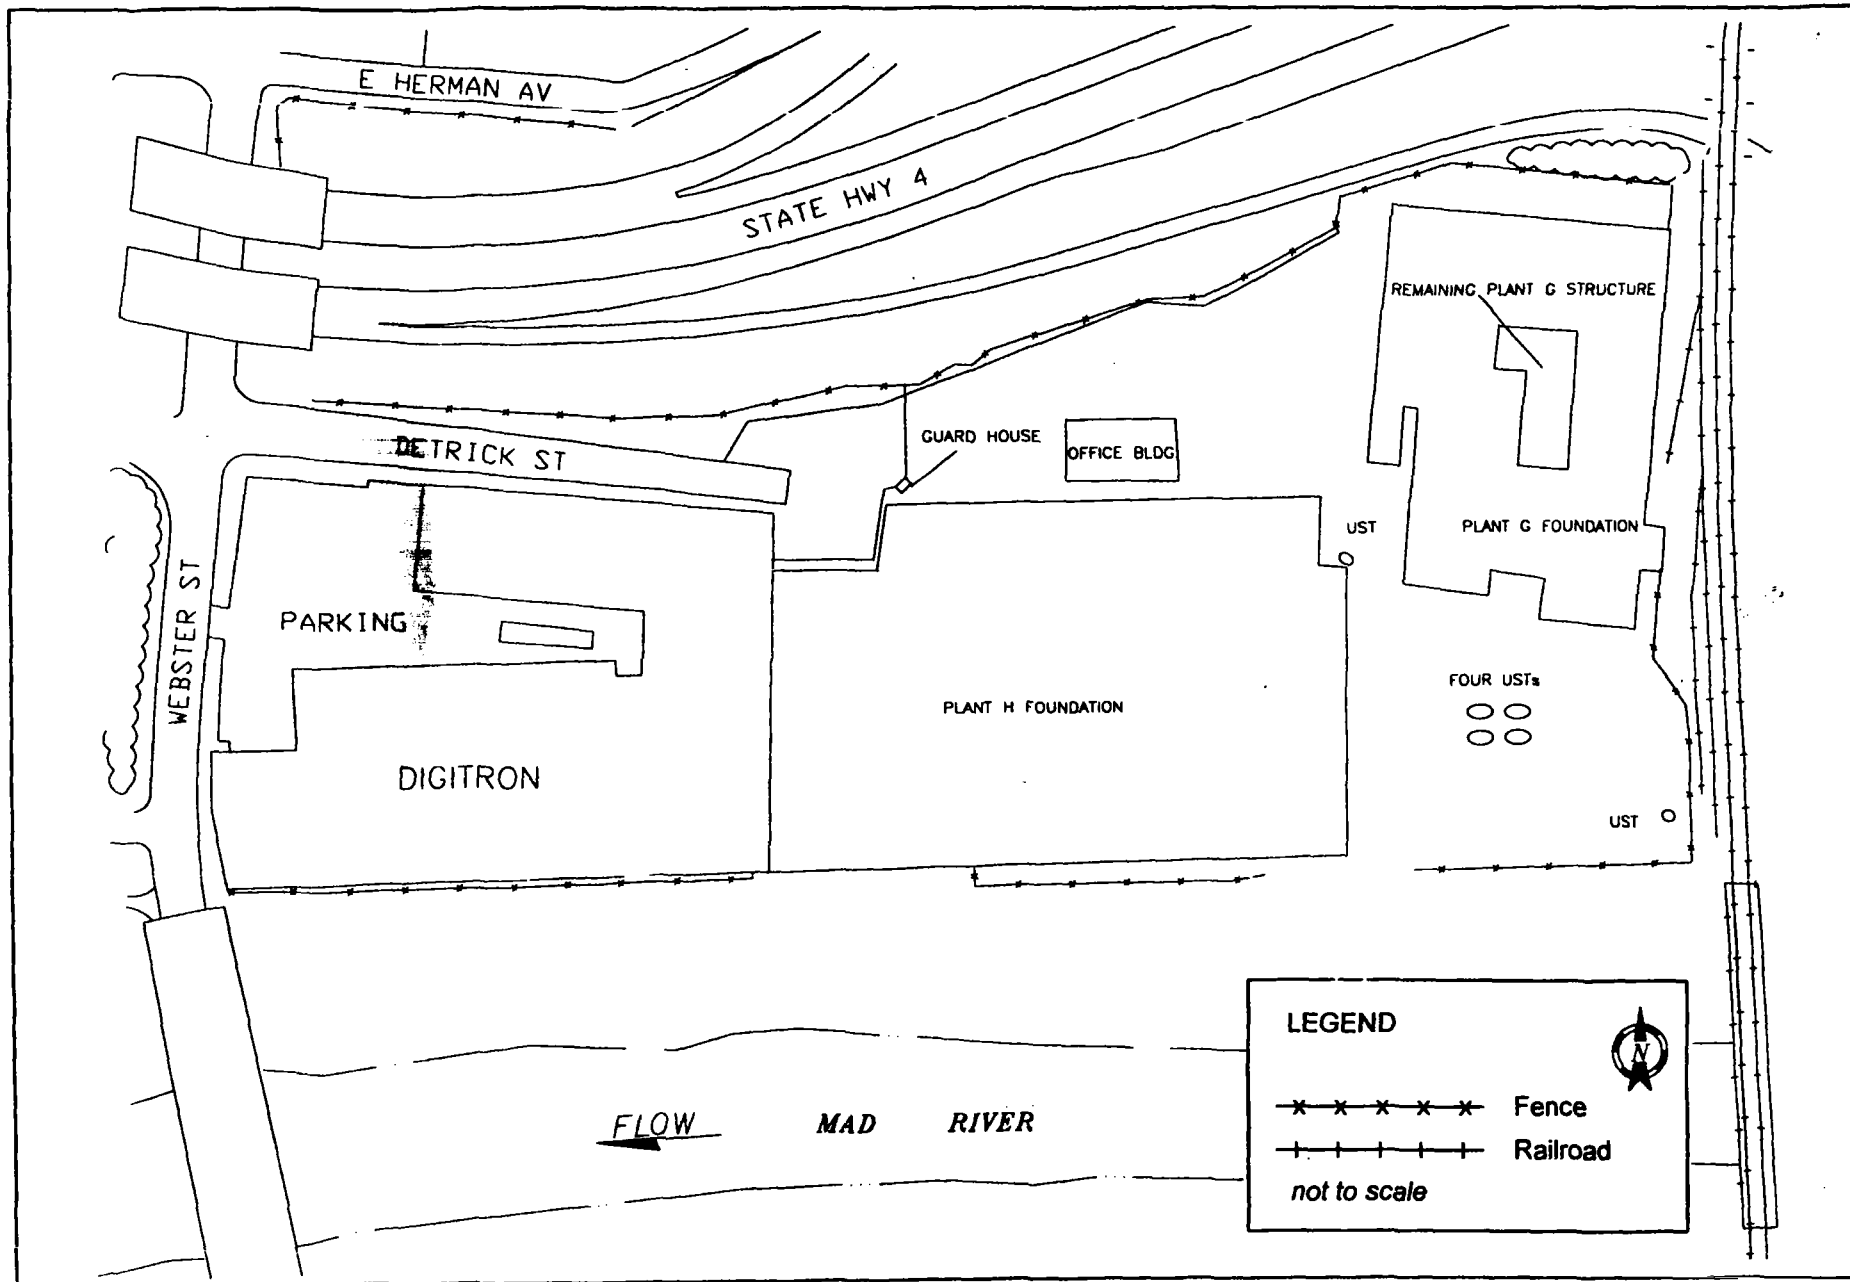 E HERMAN AV
STATE HWY 4
REMAINING PLANT G STRUCTURE
GUARD HOUSE
OFFICE BLDG
DETRICK ST
UST
PLANT G FOUNDATION
WEBSTER ST
PARKING
FOUR USTs
PLANT H FOUNDATION
DIGITRON
UST
LEGEND
N
Fence
Railroad
not to scale
FLOW
MAD RIVER